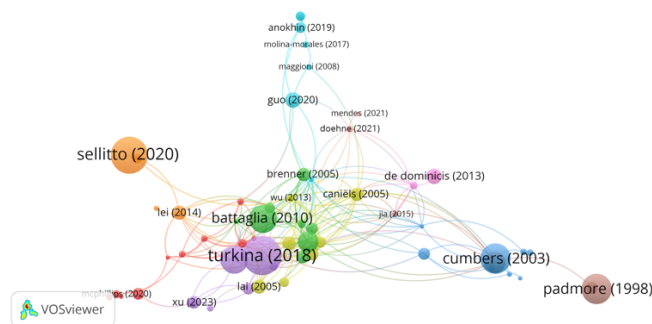 anokhin (2019)
molina-morales (2017)
maggioni (2008)
guo (2020)
mendes (2021)
doehne (2021)
sellitto (2020)
brenner (2005)
de dominicis (2013)
wu (2013)
caniëls (2005)
lei (2014)
battaglia (2010)
jia (2015)
turkina (2018)
cumbers (2003)
padmore (1998)
lai (2005)
mcphillips (2020)
xu (2023)
VOSviewer